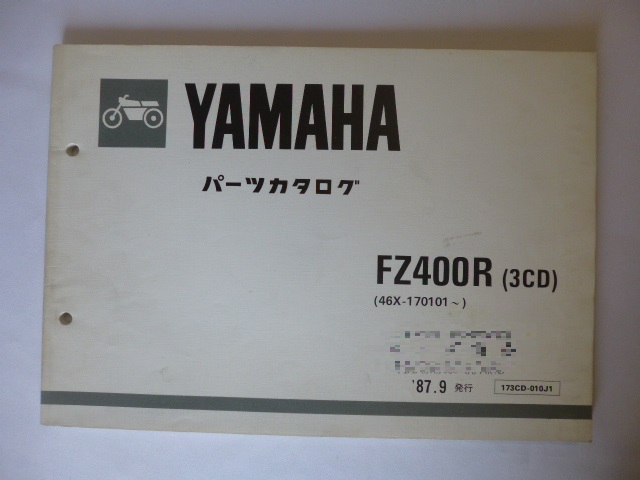 YAMAHA
パーツカタログ
FZ400R (3CD)
(46X-170101~)
'87.9 発行
173CD-010J1